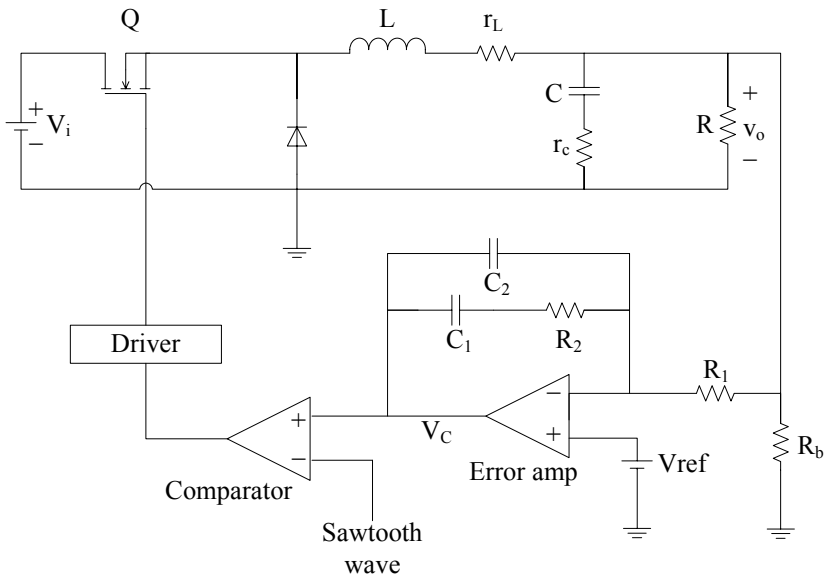 Q
L
r_L
+
V_i
−
C
r_c
R
+
v_o
−
C_2
C_1
R_2
Driver
R_1
+
−
V_C
−
+
Vref
R_b
Comparator
Error amp
Sawtooth
wave